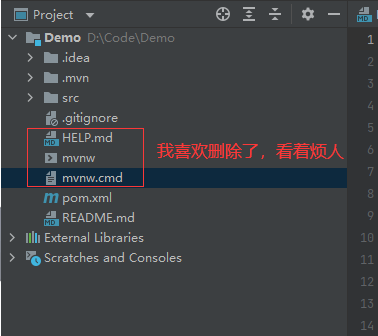 Project
Demo D:\Code\Demo
.idea
.mvn
src
.gitignore
HELP.md
mvnw
mvnw.cmd
pom.xml
README.md
External Libraries
Scratches and Consoles
我喜欢删除了，看着烦人
1
2
3
4
5
6
7
8
9
10
11
12
13
14